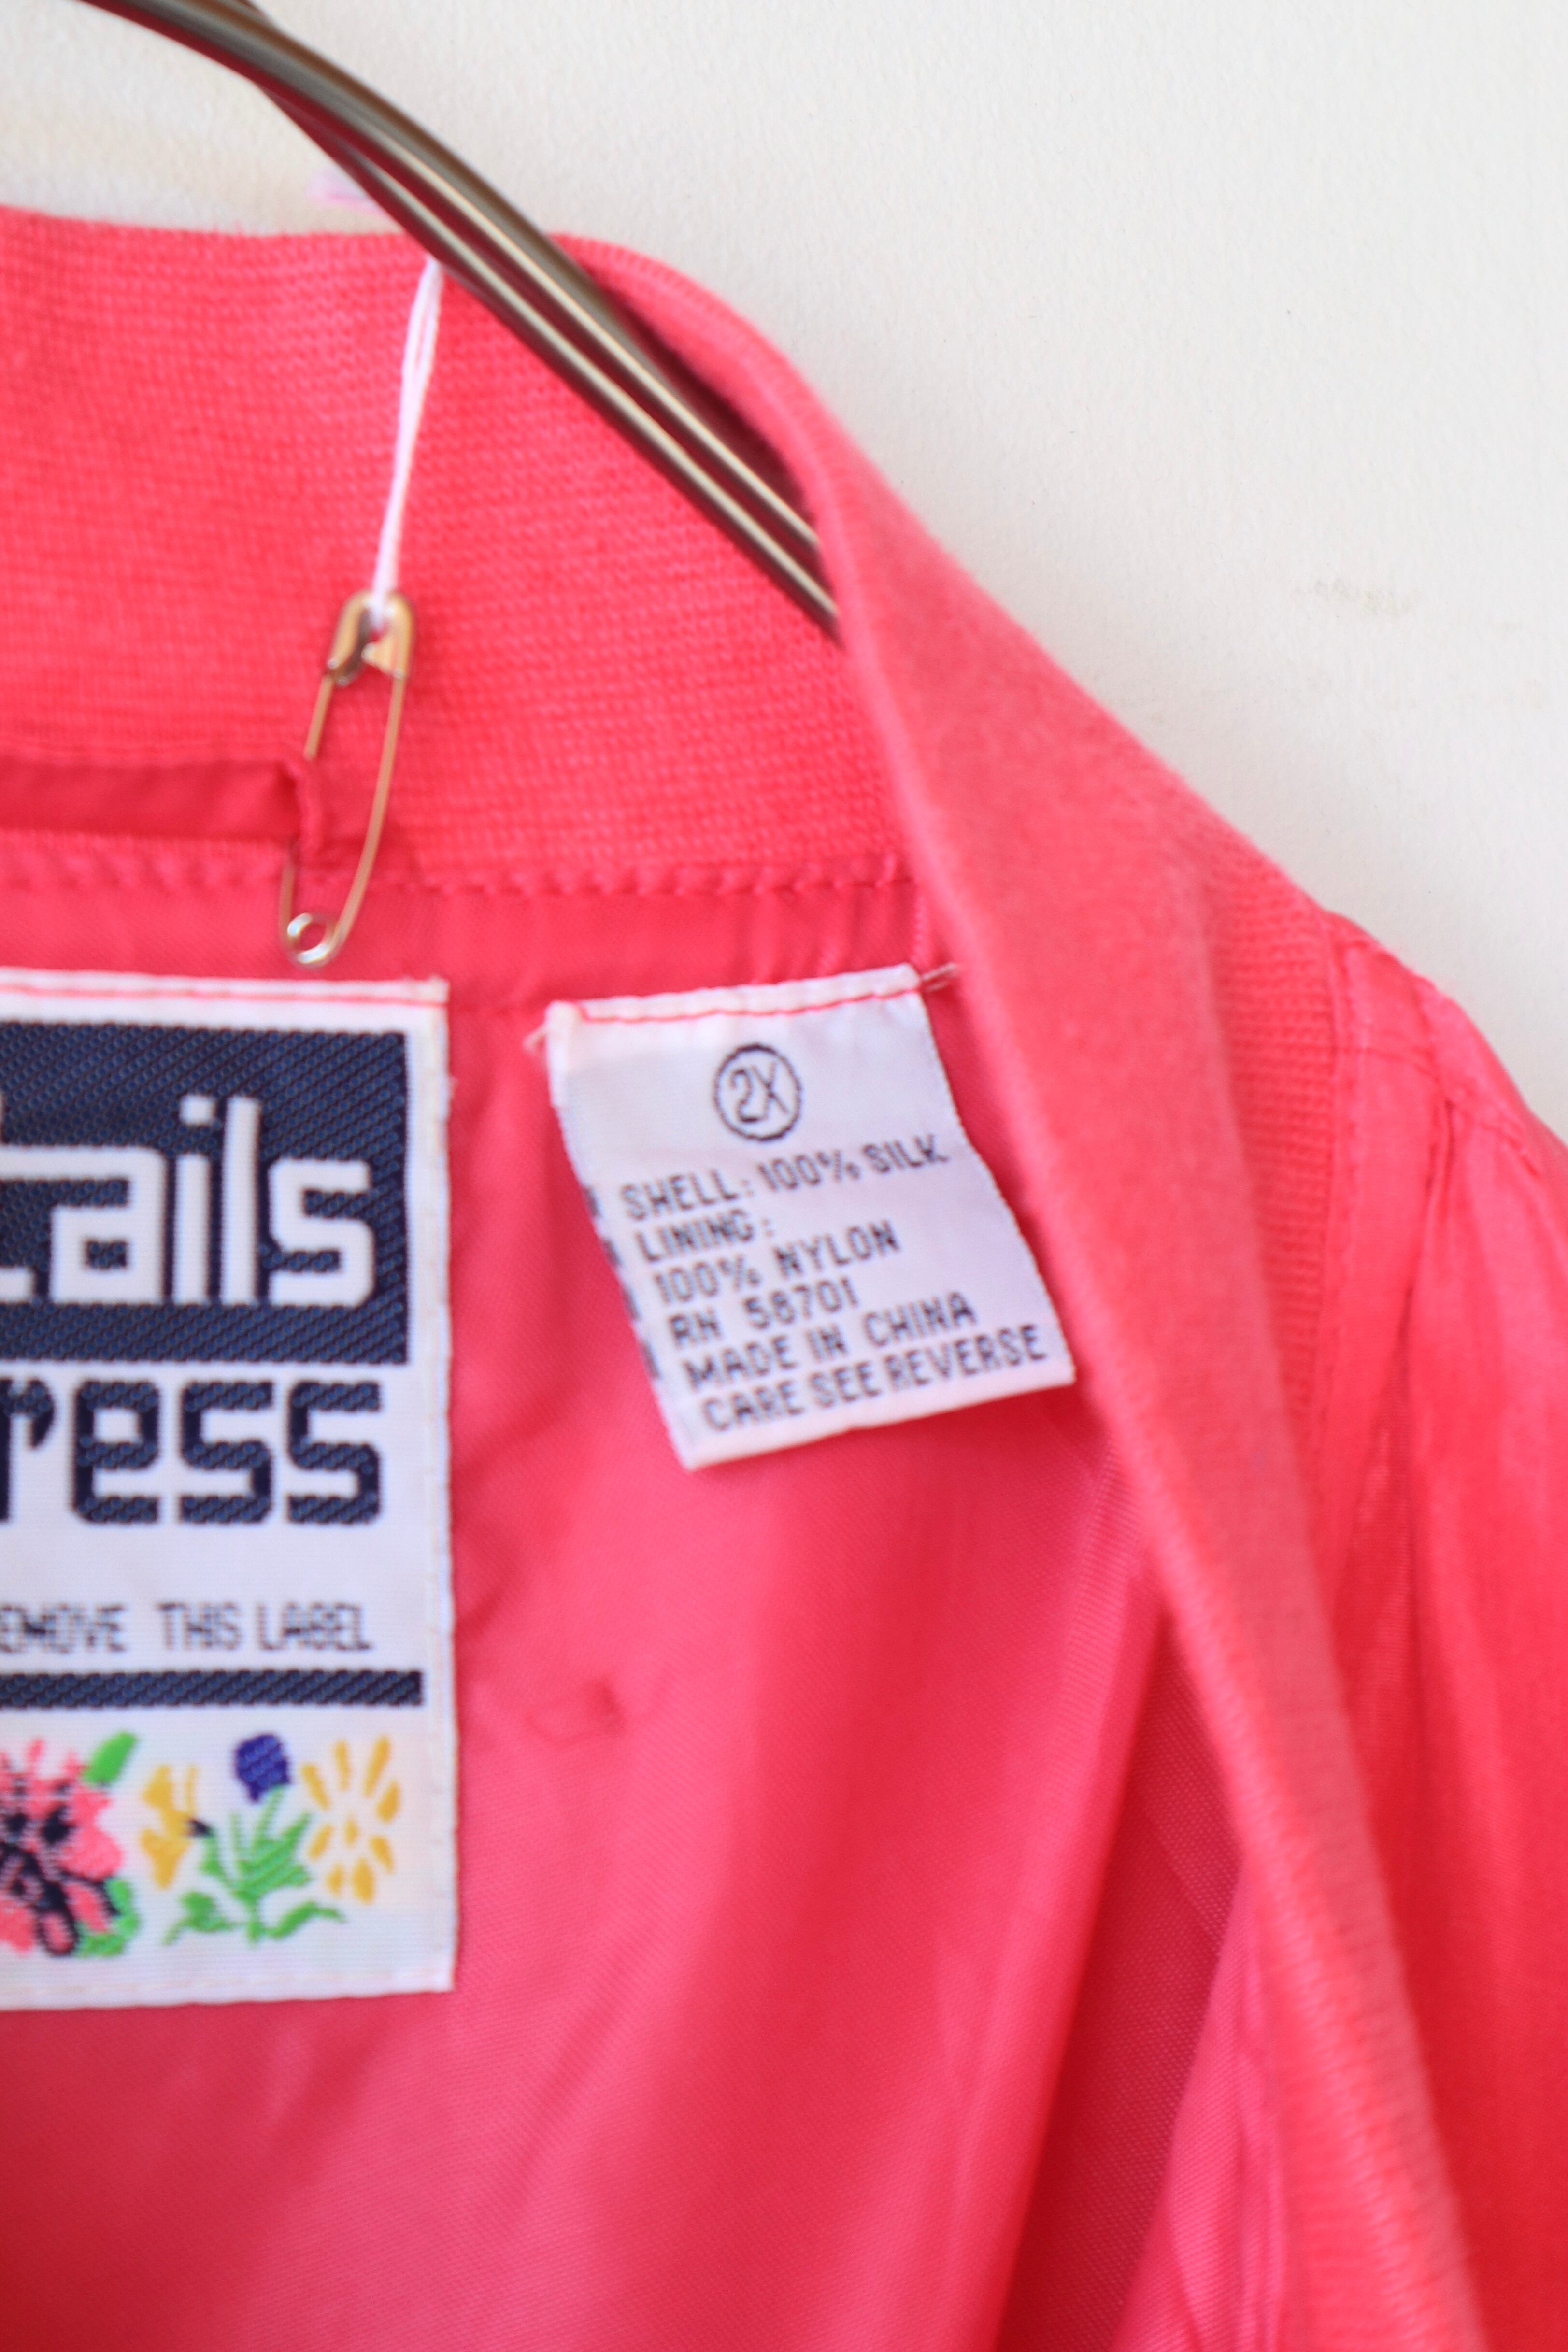 tails
ress
EMOVE THIS LABEL
2X
SHELL: 100% SILK
LINING:
100% NYLON
RN 58701
MADE IN CHINA
CARE SEE REVERSE